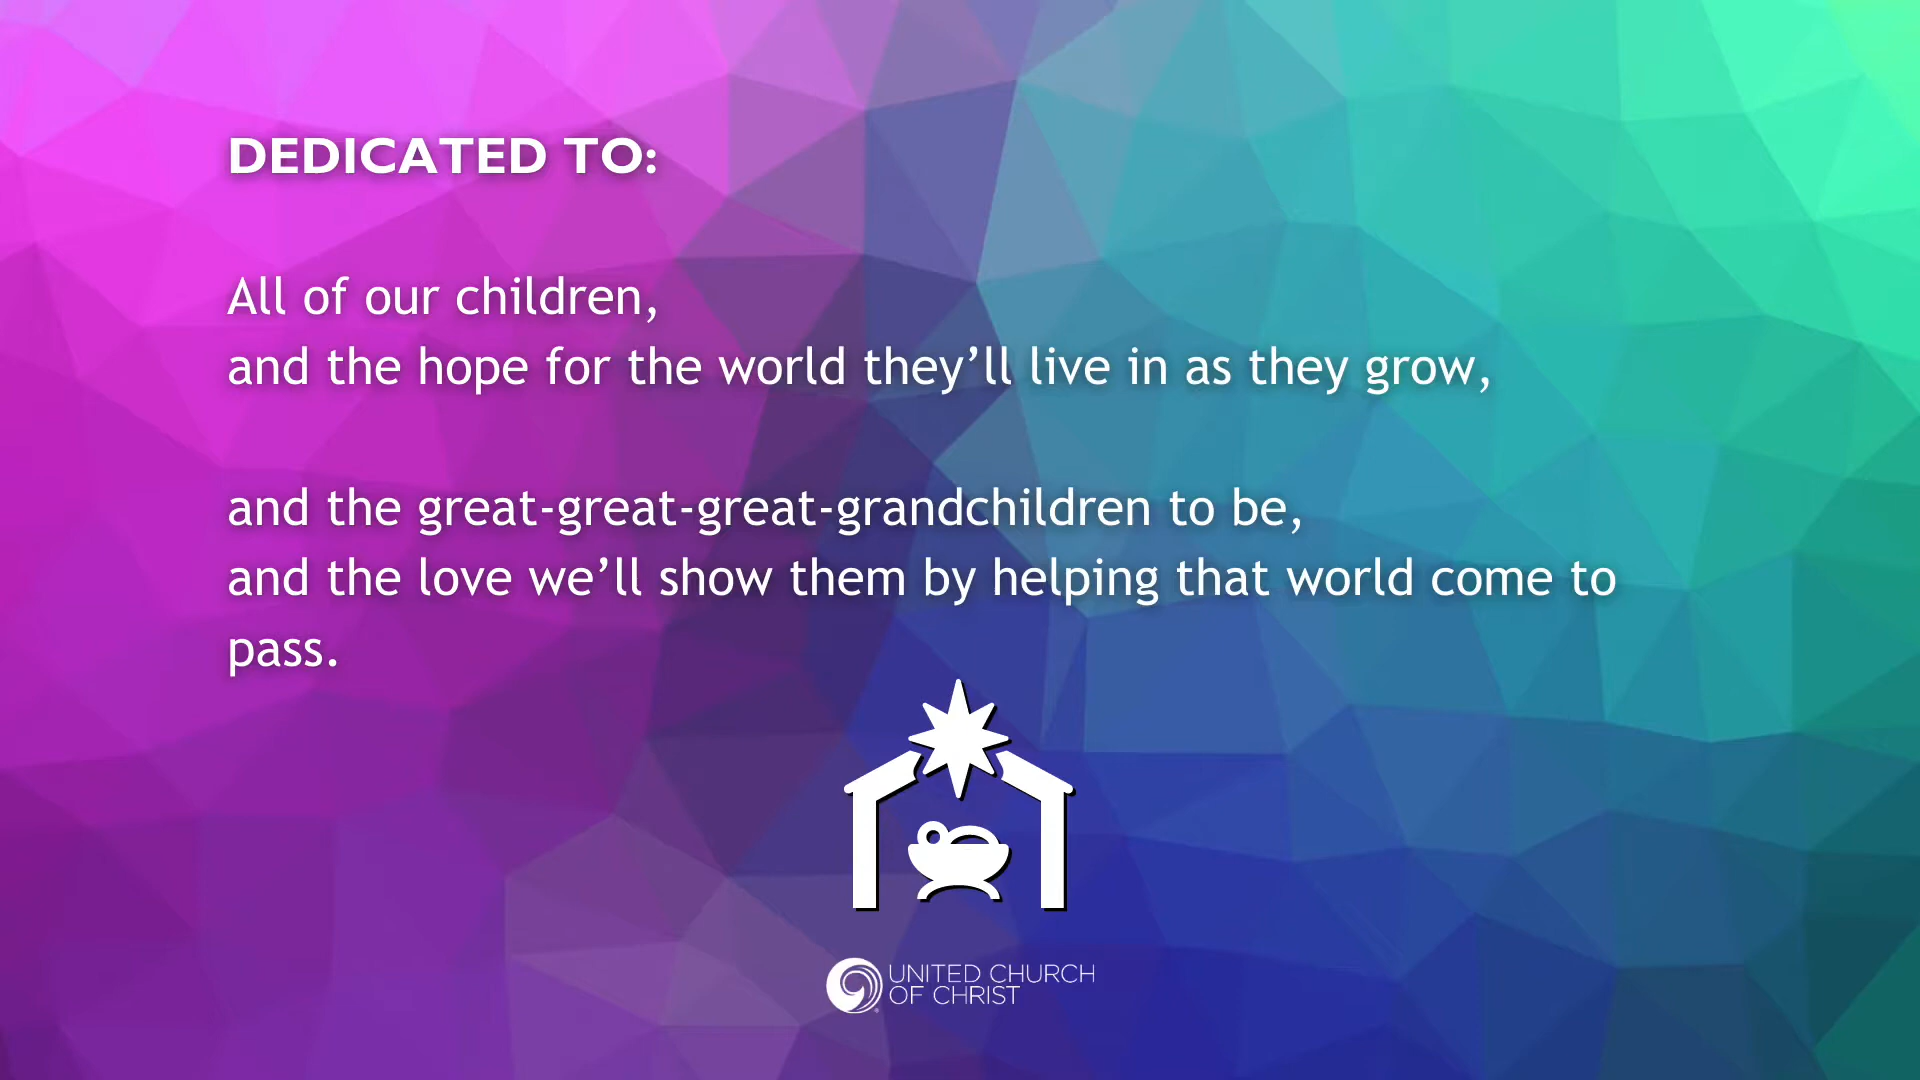 DEDICATED TO:
All of our children,
and the hope for the world they’ll live in as they grow,
and the great-great-great-grandchildren to be,
and the love we’ll show them by helping that world come to
pass.
UNITED CHURCH
OF CHRIST